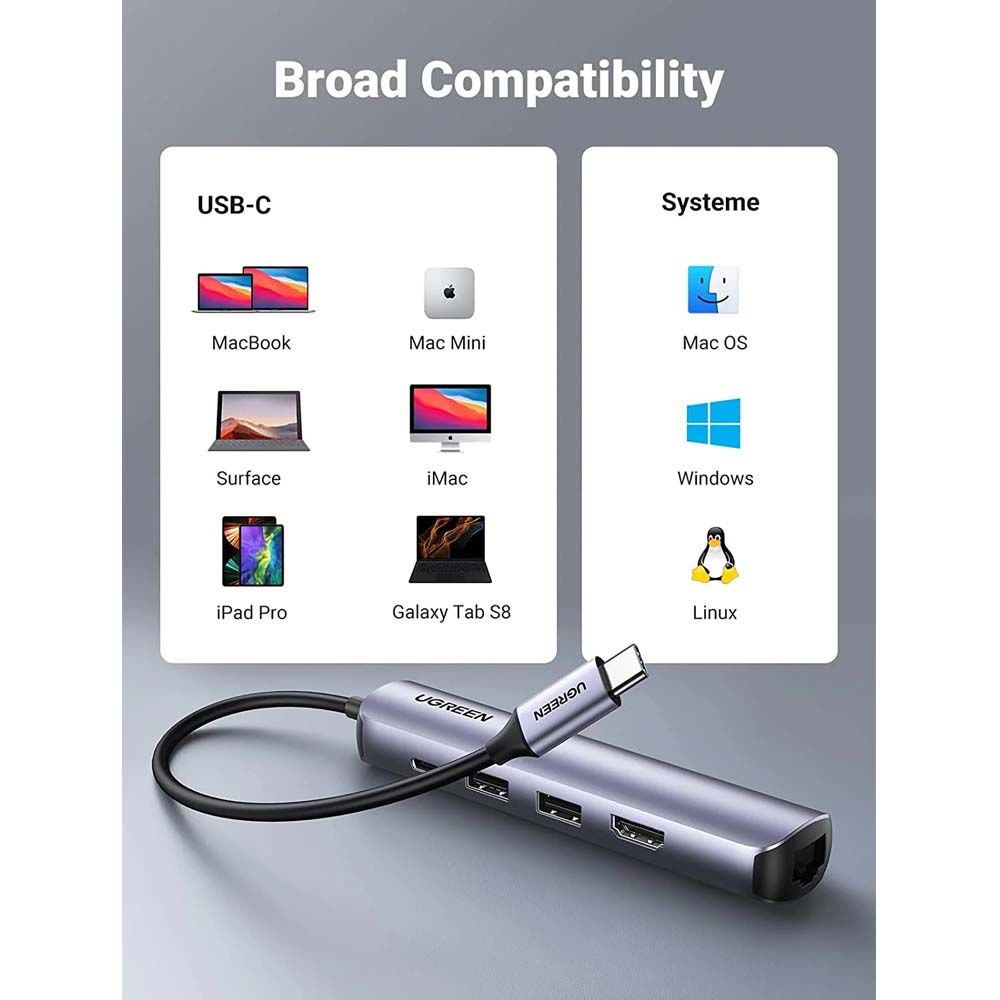 Broad Compatibility
USB-C
MacBook
Mac Mini
Surface
iMac
iPad Pro
Galaxy Tab S8
Systeme
Mac OS
Windows
Linux
UGREEN
UGREEN